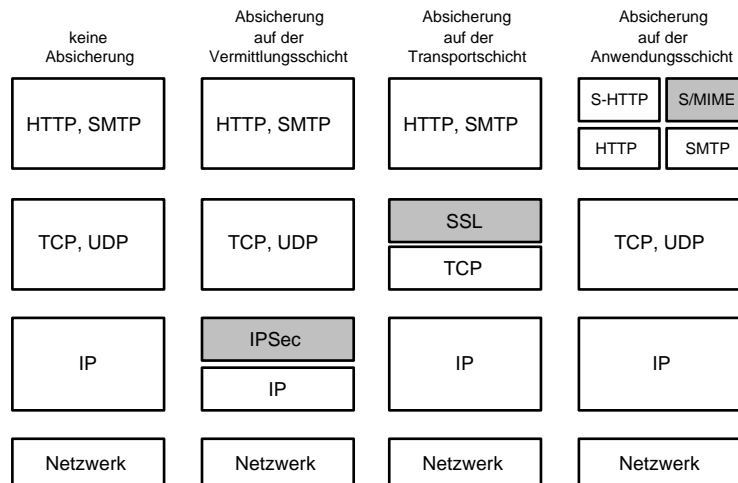 keine
Absicherung
Absicherung
auf der
Vermittlungsschicht
Absicherung
auf der
Transportschicht
Absicherung
auf der
Anwendungsschicht
HTTP, SMTP
HTTP, SMTP
HTTP, SMTP
S-HTTP
S/MIME
HTTP
SMTP
TCP, UDP
TCP, UDP
SSL
TCP
TCP, UDP
IP
IPSec
IP
IP
IP
Netzwerk
Netzwerk
Netzwerk
Netzwerk